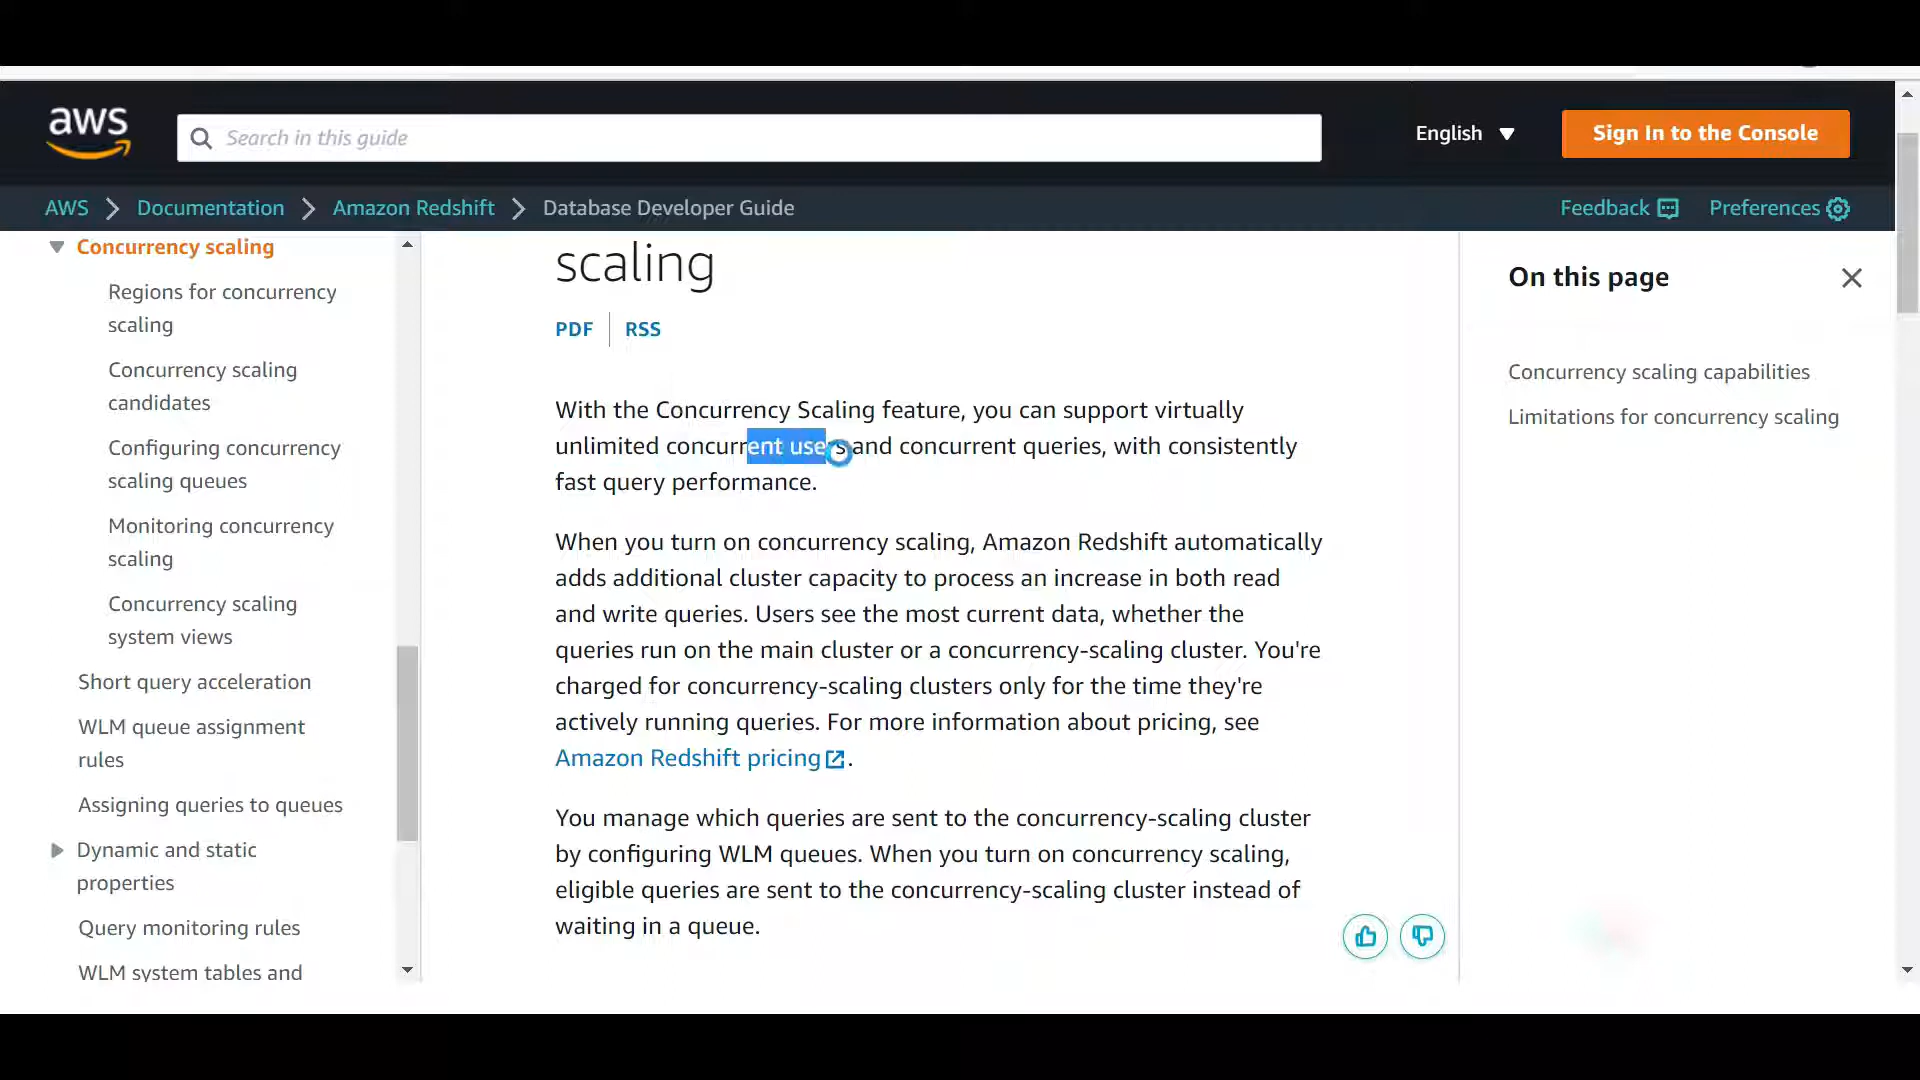 aws
Search in this guide
English
Sign In to the Console
AWS
Documentation
Amazon Redshift
Database Developer Guide
Feedback
Preferences
Concurrency scaling
Regions for concurrency
scaling
Concurrency scaling
candidates
Configuring concurrency
scaling queues
Monitoring concurrency
scaling
Concurrency scaling
system views
Short query acceleration
WLM queue assignment
rules
Assigning queries to queues
Dynamic and static
properties
Query monitoring rules
WLM system tables and
scaling
PDF
RSS
With the Concurrency Scaling feature, you can support virtually
unlimited concurrent users and concurrent queries, with consistently
fast query performance.
When you turn on concurrency scaling, Amazon Redshift automatically
adds additional cluster capacity to process an increase in both read
and write queries. Users see the most current data, whether the
queries run on the main cluster or a concurrency-scaling cluster. You're
charged for concurrency-scaling clusters only for the time they're
actively running queries. For more information about pricing, see
Amazon Redshift pricing.
You manage which queries are sent to the concurrency-scaling cluster
by configuring WLM queues. When you turn on concurrency scaling,
eligible queries are sent to the concurrency-scaling cluster instead of
waiting in a queue.
On this page
Concurrency scaling capabilities
Limitations for concurrency scaling